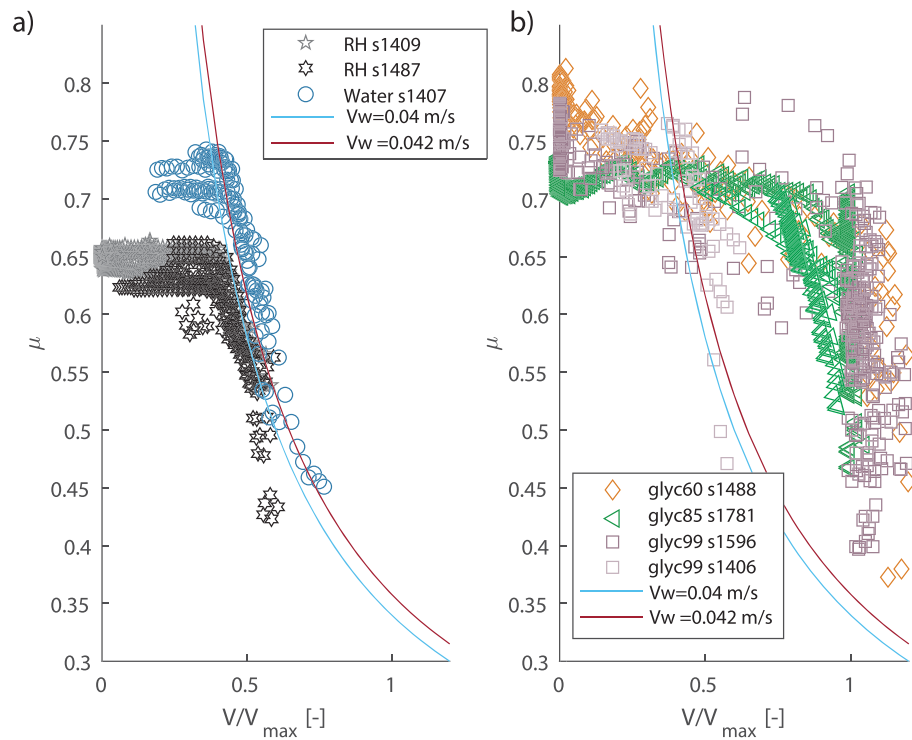 a)
RH s1409
RH s1487
Water s1407
Vw=0.04 m/s
Vw =0.042 m/s
0.8
0.75
0.7
0.65
0.6
0.55
0.5
0.45
0.4
0.35
0.3
μ
0
0.5
1
V/Vmax [-]
b)
0.8
0.75
0.7
0.65
0.6
0.55
0.5
0.45
0.4
0.35
0.3
μ
glyc60 s1488
glyc85 s1781
glyc99 s1596
glyc99 s1406
Vw=0.04 m/s
Vw =0.042 m/s
0
0.5
1
V/Vmax [-]